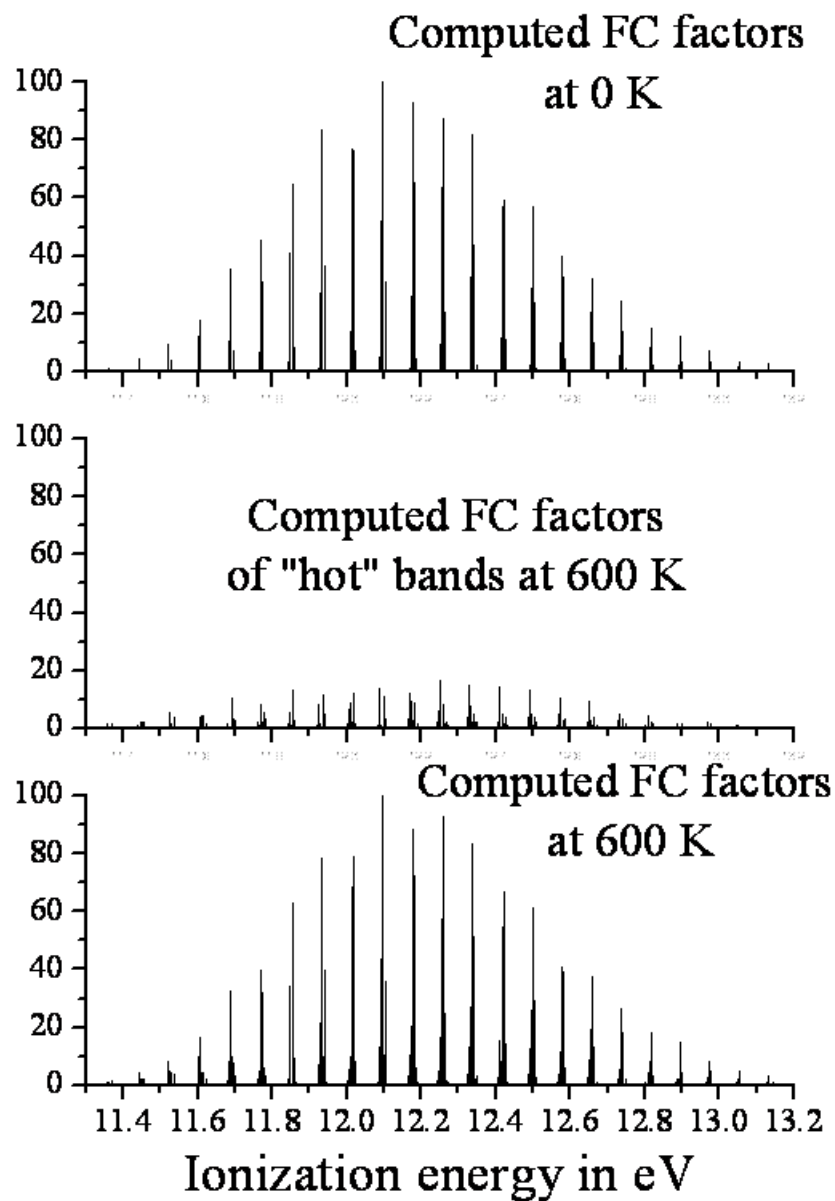 Computed FC factors
at 0 K
100
80
60
40
20
0
100
80
60
40
20
0
Computed FC factors
of "hot" bands at 600 K
Computed FC factors
at 600 K
100
80
60
40
20
0
11.4 11.6 11.8 12.0 12.2 12.4 12.6 12.8 13.0 13.2
Ionization energy in eV